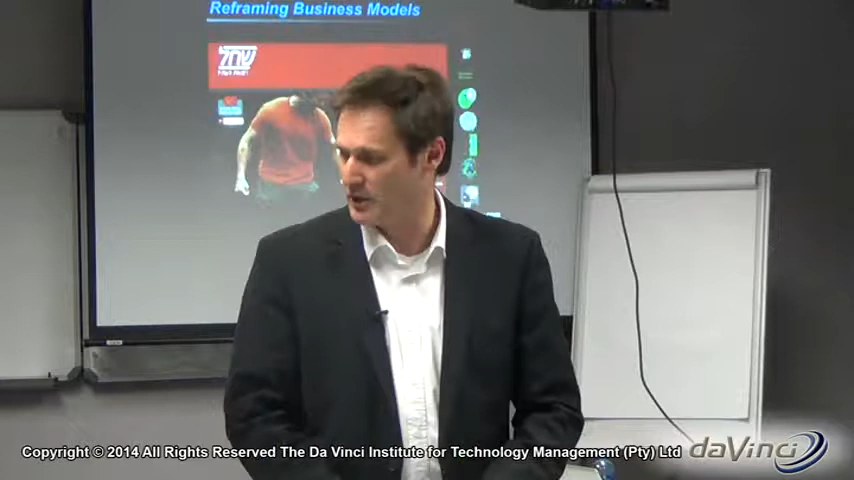 Reframing Business Models
Copyright © 2014 All Rights Reserved The Da Vinci Institute for Technology Management (Pty) Ltd
daVinci